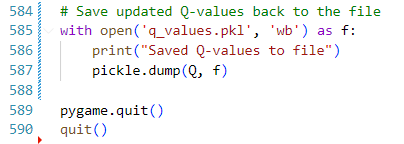 584 # Save updated Q-values back to the file
585 with open('q_values.pkl', 'wb') as f:
586     print("Saved Q-values to file")
587     pickle.dump(Q, f)
588
589 pygame.quit()
590 quit()